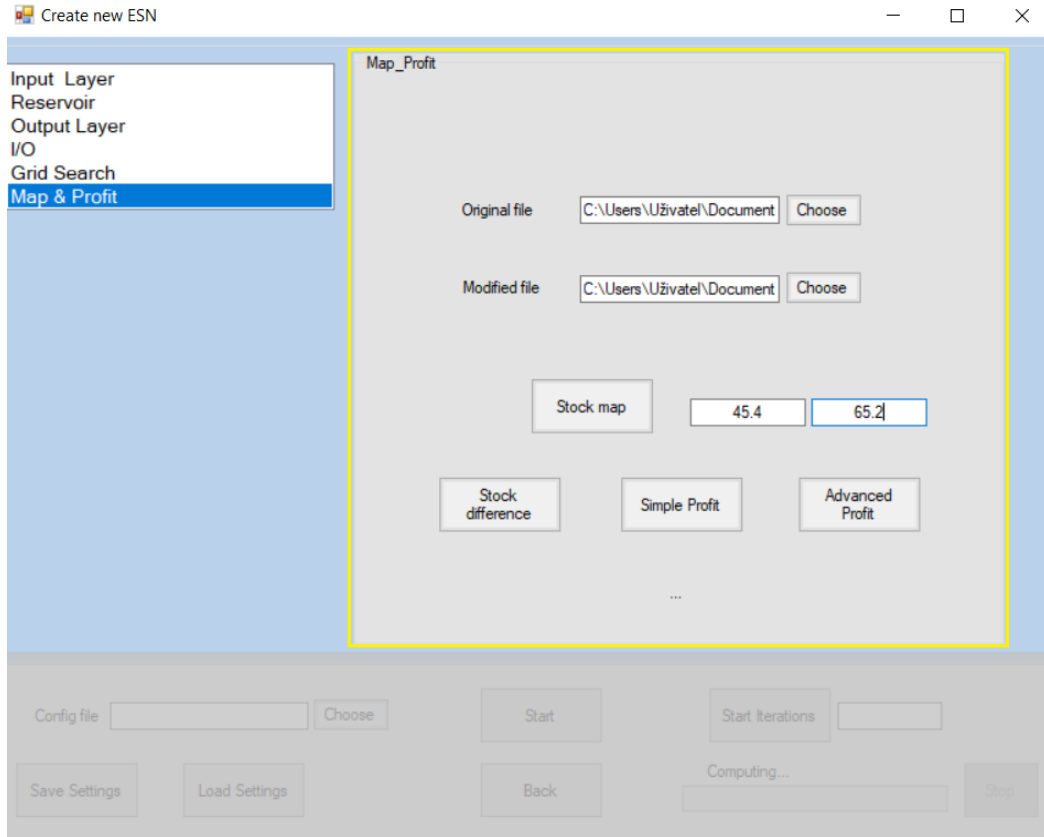 Create new ESN
Input  Layer
Reservoir
Output Layer
I/O
Grid Search
Map & Profit
Map_Profit
Original file
C:\Users\Uživatel\Document
Choose
Modified file
C:\Users\Uživatel\Document
Choose
Stock map
45.4
65.2
Stock
difference
Simple Profit
Advanced
Profit
...
Config file
Choose
Start
Start Iterations
Save Settings
Load Settings
Back
Computing...
Stop